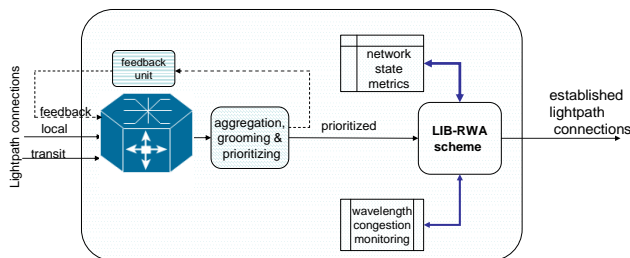 Lightpath connections
feedback
local
transit
feedback
unit
aggregation,
grooming &
prioritizing
prioritized
network
state
metrics
LIB-RWA
scheme
wavelength
congestion
monitoring
established
lightpath
connections